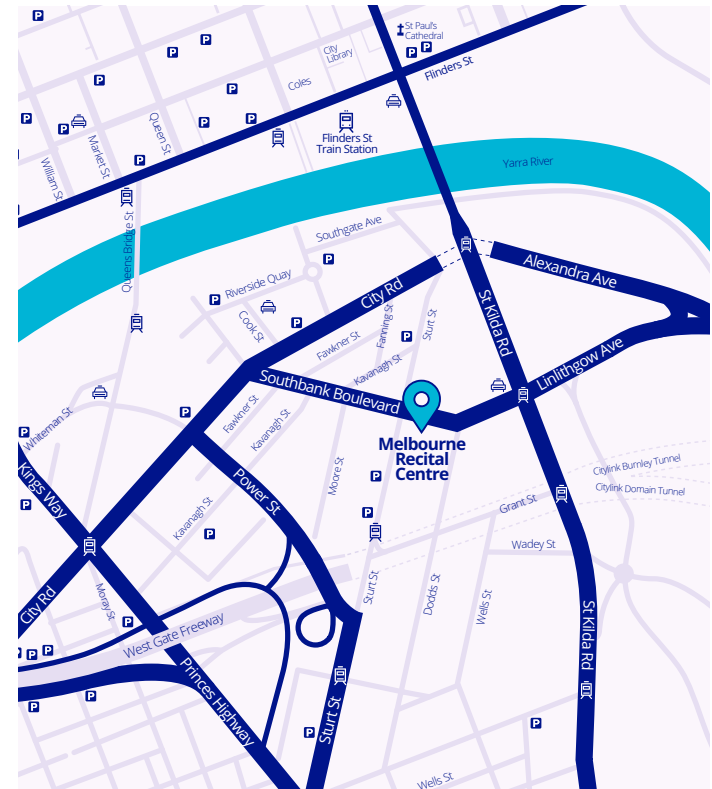 P
St Paul's
Cathedral
P
P
P
P
City
Library
Flinders St
P
Coles
P
P
Queen St
P
P
P
Flinders St
Train Station
Market St
P
Yarra River
William St
Southgate Ave
Queens Bridge St
P
Alexandra Ave
Riverside Quay
City Rd
P
Cook St
P
Fanning St
Sturt St
St Kilda Rd
P
Fawkner St
Linlithgow Ave
Kavanagh St
Southbank Boulevard
Whiteman St
P
Fawkner St
Kavanagh St
P
Melbourne
Recital
Centre
Citylink Burnley Tunnel
Moore St
P
Kings Way
Power St
Citylink Domain Tunnel
P
Grant St
P
Kavanagh St
P
Wadey St
City Rd
Moray St
Sturt St
Dodds St
Wells St
P
St Kilda Rd
West Gate Freeway
P
P
P
Princes Highway
P
P
Sturt St
P
P
Wells St